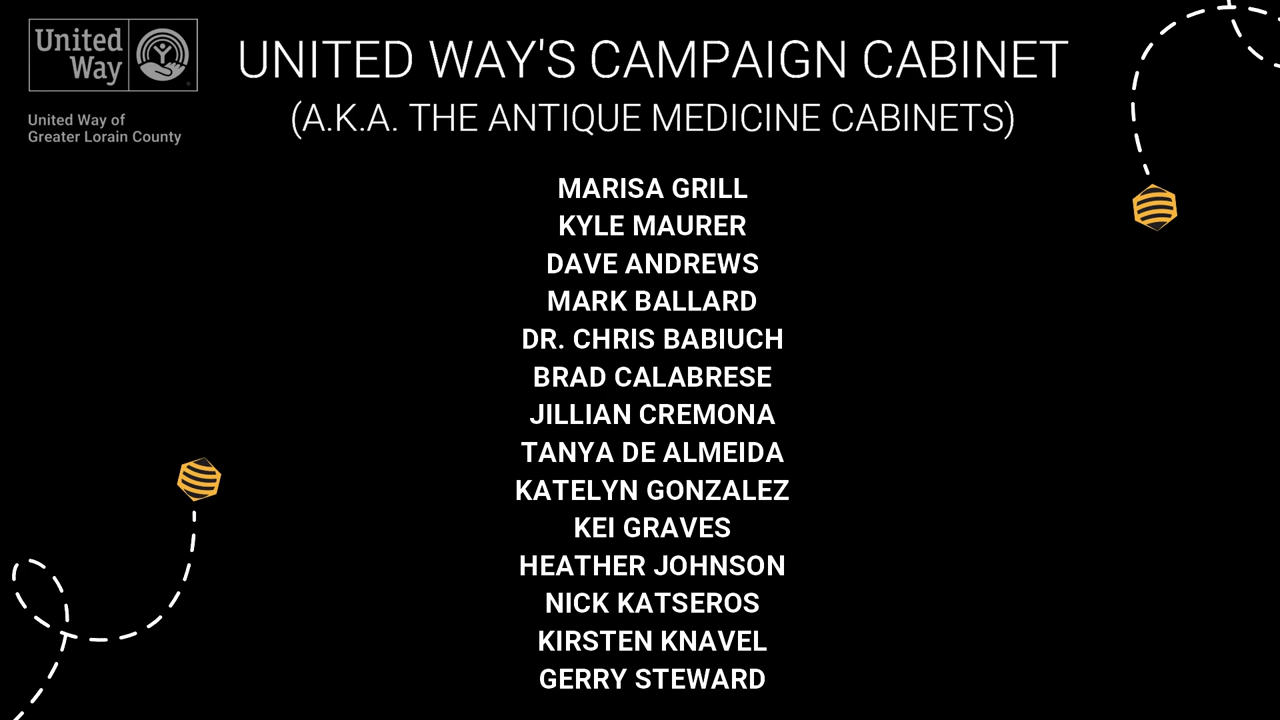 United
Way
United Way of
Greater Lorain County
UNITED WAY'S CAMPAIGN CABINET
(A.K.A. THE ANTIQUE MEDICINE CABINETS)
MARISA GRILL
KYLE MAURER
DAVE ANDREWS
MARK BALLARD
DR. CHRIS BABIUCH
BRAD CALABRESE
JILLIAN CREMONA
TANYA DE ALMEIDA
KATELYN GONZALEZ
KEI GRAVES
HEATHER JOHNSON
NICK KATSEROS
KIRSTEN KNAVEL
GERRY STEWARD